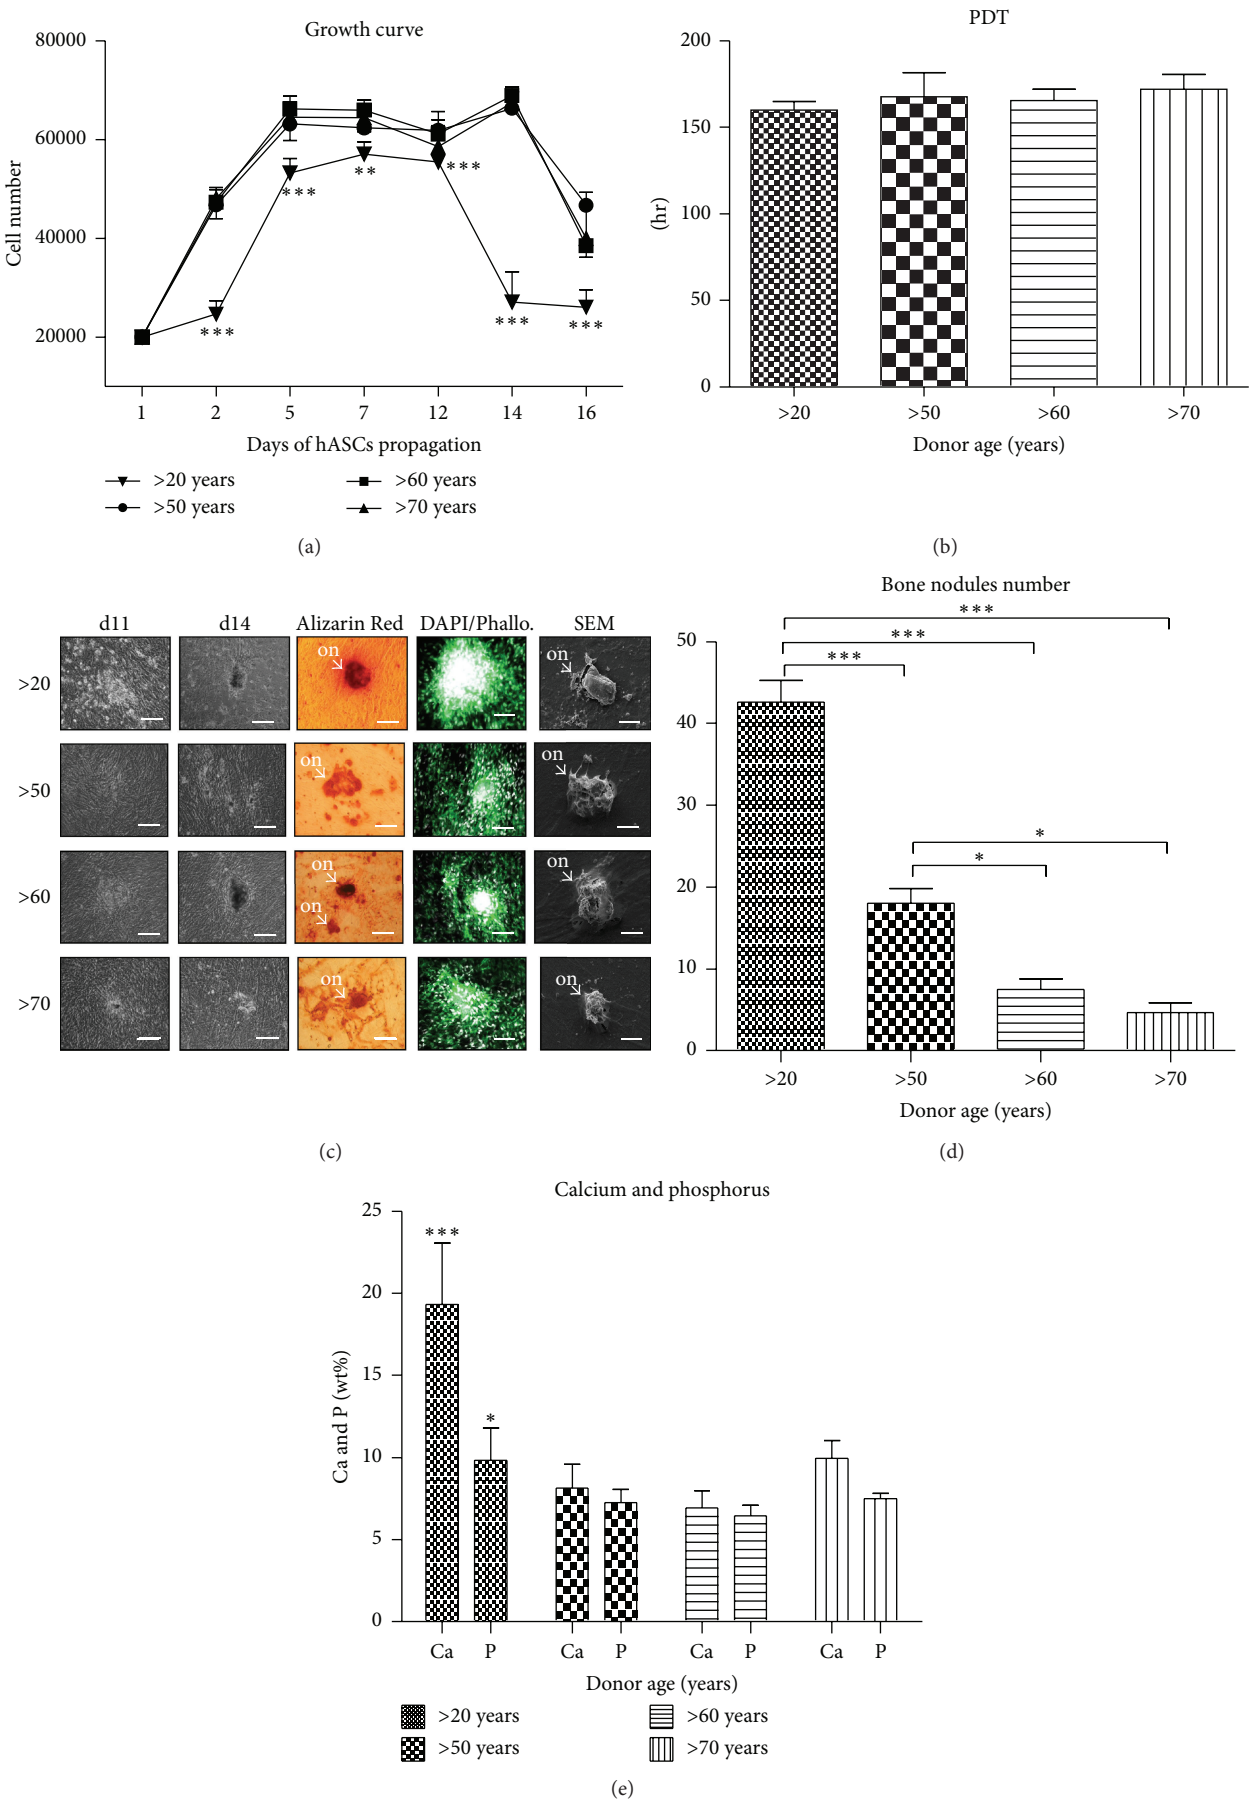 Growth curve
80000
60000
40000
20000
Cell number
***
***
**
***
***
***
1 2 5 7 12 14 16
Days of hASCs propagation
>20 years
>50 years
>60 years
>70 years
(a)
PDT
200
150
100
50
0
(hr)
>20 >50 >60 >70
Donor age (years)
(b)
d11 d14 Alizarin Red DAPI/Phallo. SEM
>20 on on
>50 on on
>60 on on on
>70 on on
(c)
Bone nodules number
***
***
***
*
*
50
40
30
20
10
0
>20 >50 >60 >70
Donor age (years)
(d)
Calcium and phosphorus
25
20
15
10
5
0
Ca and P (wt%)
***
*
Ca P Ca P Ca P Ca P
Donor age (years)
>20 years
>50 years
>60 years
>70 years
(e)